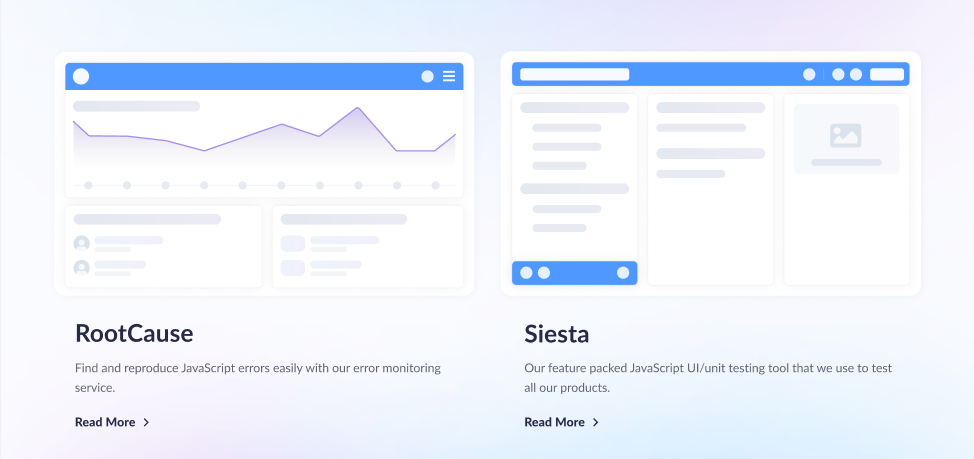 RootCause
Find and reproduce JavaScript errors easily with our error monitoring
service.
Read More
Siesta
Our feature packed JavaScript UI/unit testing tool that we use to test
all our products.
Read More